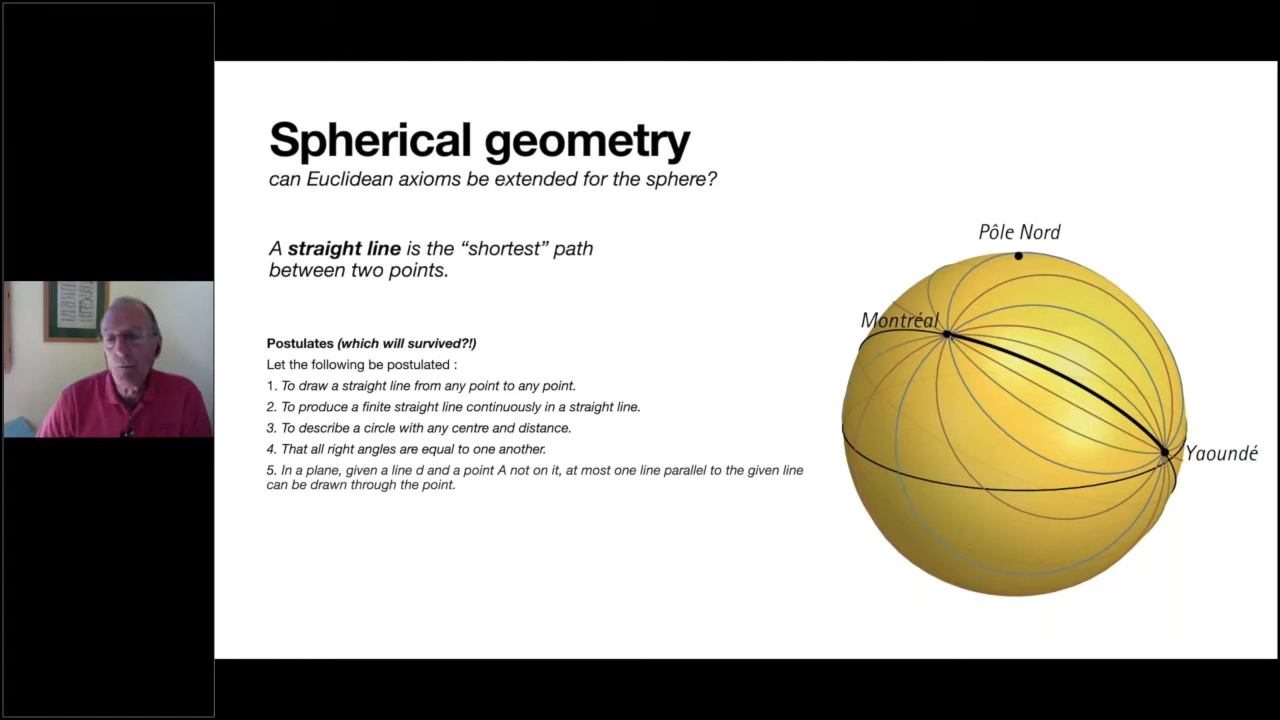 Spherical geometry
can Euclidean axioms be extended for the sphere?
A straight line is the “shortest” path
between two points.
Postulates (which will survived?!)
Let the following be postulated :
1. To draw a straight line from any point to any point.
2. To produce a finite straight line continuously in a straight line.
3. To describe a circle with any centre and distance.
4. That all right angles are equal to one another.
5. In a plane, given a line d and a point A not on it, at most one line parallel to the given line
can be drawn through the point.
Pôle Nord
Montréal
Yaoundé